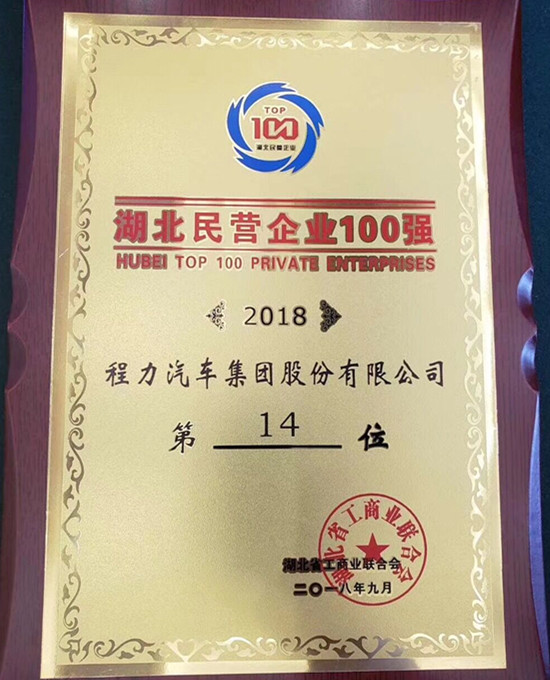 TOP
100
湖北民营企业
湖北民营企业100强
HUBEI TOP 100 PRIVATE ENTERPRISES
2018
程力汽车集团股份有限公司
第 14 位
湖北省工商业联合会
湖北省工商业联合会
二〇一八年九月